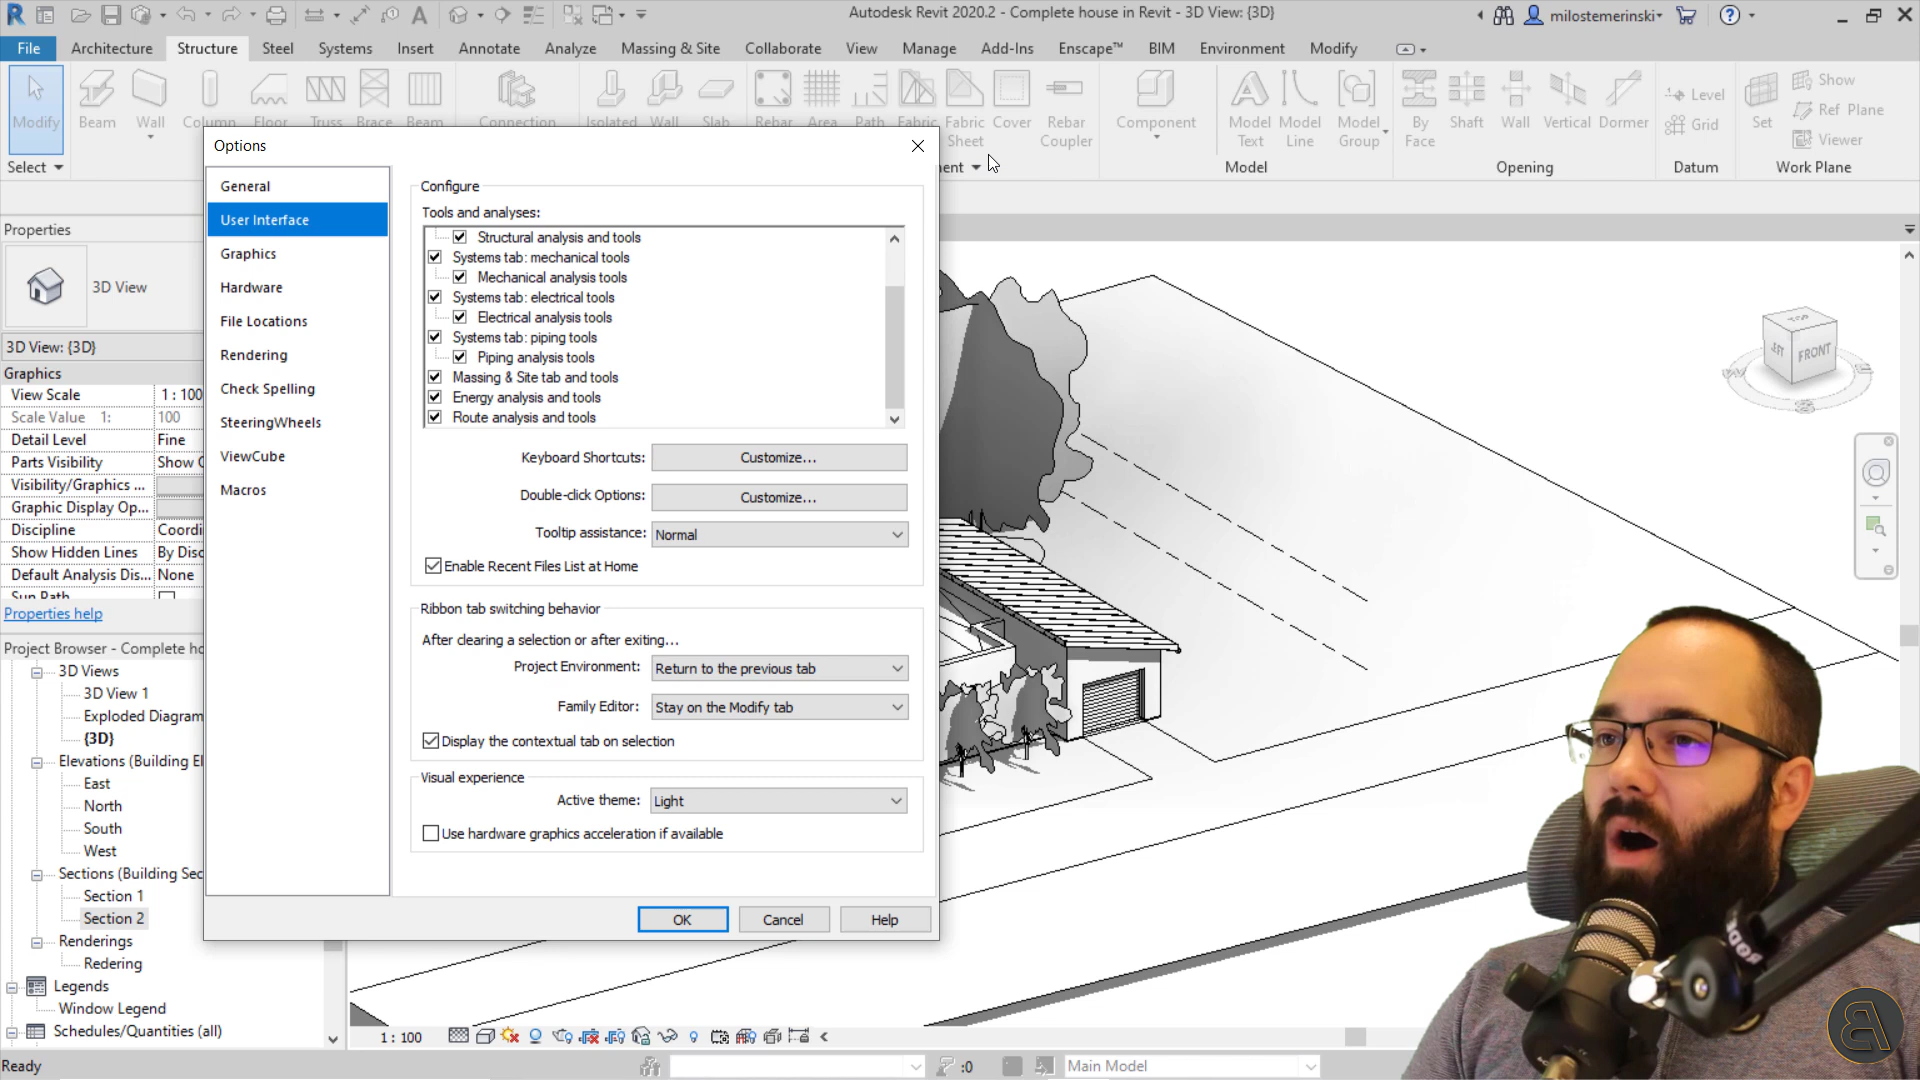 Autodesk Revit 2020.2 - Complete house in Revit - 3D View: {3D}
milostemerinski
File Architecture Structure Steel Systems Insert Annotate Analyze Massing & Site Collaborate View Manage Add-Ins Enscape™ BIM Environment Modify
Modify
Beam
Wall
Column
Floor
Truss
Brace
Beam
Connection
Isolated
Wall
Slab
Rebar
Area
Path
Fabric
Fabric Sheet
Cover
Rebar Coupler
Component
Model Text
Model Line
Model Group
By Face
Shaft
Wall
Vertical
Dormer
Level
Grid
Set
Show
Ref Plane
Viewer
Select
Model
Opening
Datum
Work Plane
Options
General
User Interface
Graphics
Hardware
File Locations
Rendering
Check Spelling
SteeringWheels
ViewCube
Macros
Configure
Tools and analyses:
Structural analysis and tools
Systems tab: mechanical tools
Mechanical analysis tools
Systems tab: electrical tools
Electrical analysis tools
Systems tab: piping tools
Piping analysis tools
Massing & Site tab and tools
Energy analysis and tools
Route analysis and tools
Keyboard Shortcuts: Customize...
Double-click Options: Customize...
Tooltip assistance: Normal
Enable Recent Files List at Home
Ribbon tab switching behavior
After clearing a selection or after exiting...
Project Environment: Return to the previous tab
Family Editor: Stay on the Modify tab
Display the contextual tab on selection
Visual experience
Active theme: Light
Use hardware graphics acceleration if available
OK Cancel Help
Properties
3D View
3D View: {3D}
Graphics
View Scale 1 : 100
Scale Value 1: 100
Detail Level Fine
Parts Visibility
Visibility/Graphics ...
Graphic Display Op...
Discipline
Show Hidden Lines
Default Analysis Dis... None
Sun Path
Properties help
Project Browser - Complete
3D Views
3D View 1
Exploded Diagram
{3D}
Elevations (Building
East
North
South
West
Sections (Building
Section 1
Section 2
Renderings
Redering
Legends
Window Legend
Schedules/Quantities (all)
TOP
FRONT
1 : 100
Ready
:0
Main Model
RODE